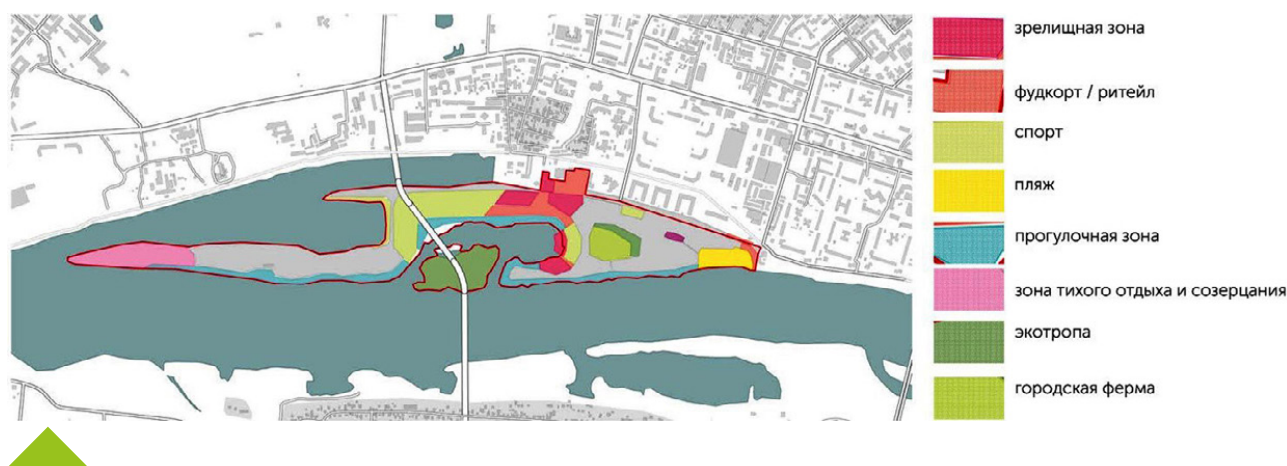 зрелищная зона
фудкорт / ритейл
спорт
пляж
прогулочная зона
зона тихого отдыха и созерцания
экотропа
городская ферма